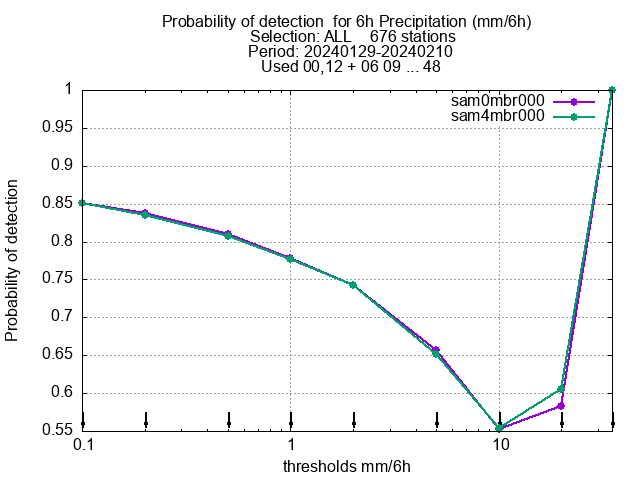 Probability of detection  for 6h Precipitation (mm/6h)
Selection: ALL    676 stations
Period: 20240129-20240210
Used 00,12 + 06 09 ... 48
sam0mbr000
sam4mbr000
Probability of detection
1
0.95
0.9
0.85
0.8
0.75
0.7
0.65
0.6
0.55
0.1
1
10
thresholds mm/6h